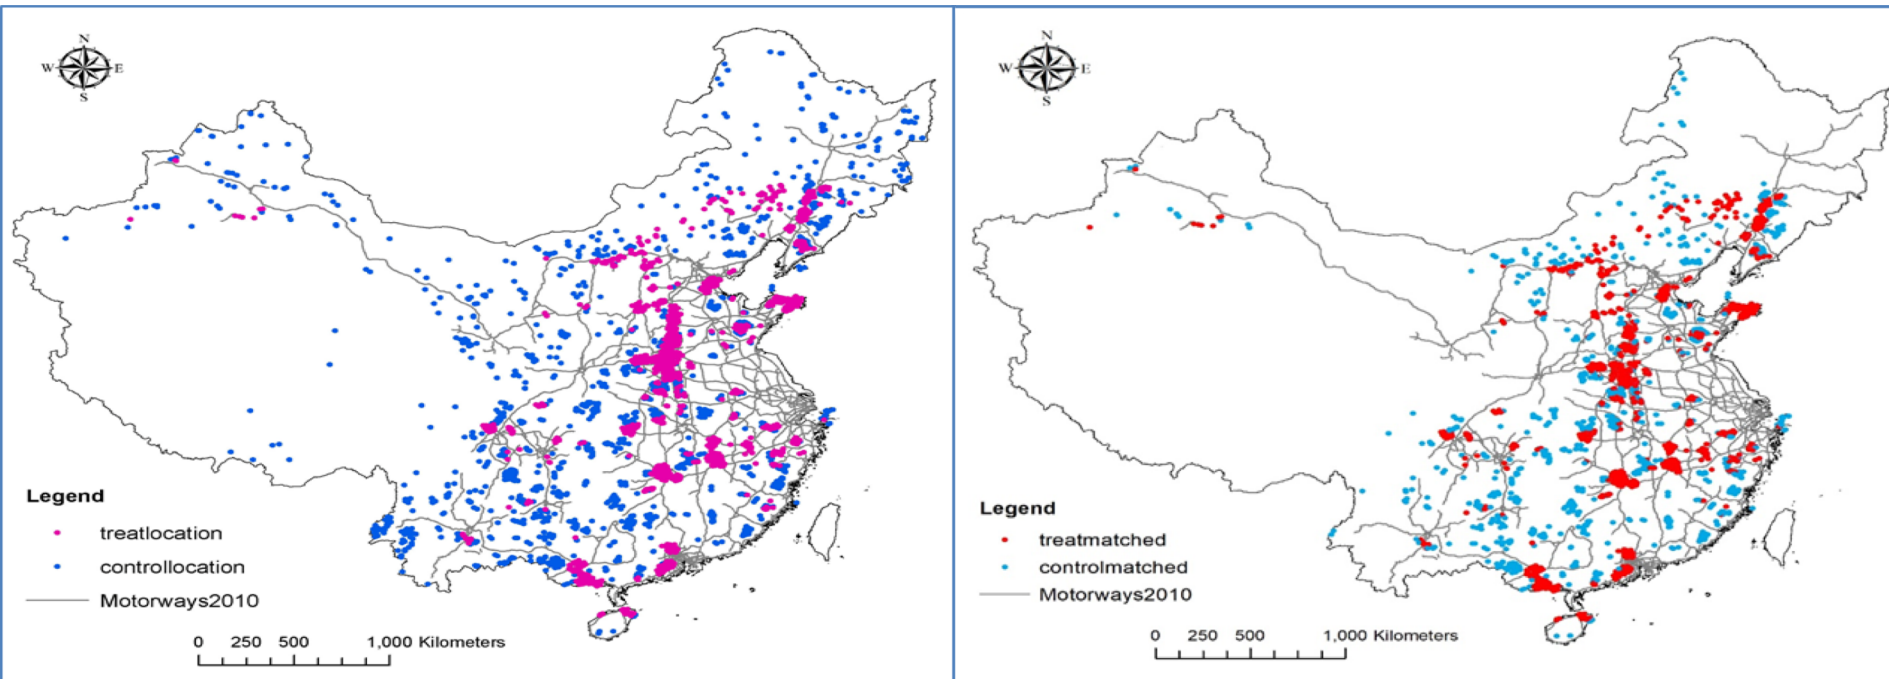 N
W E
S
Legend
treatlocation
controllocation
Motorways2010
0 250 500 1,000 Kilometers
N
W E
S
Legend
treatmatched
controlmatched
Motorways2010
0 250 500 1,000 Kilometers